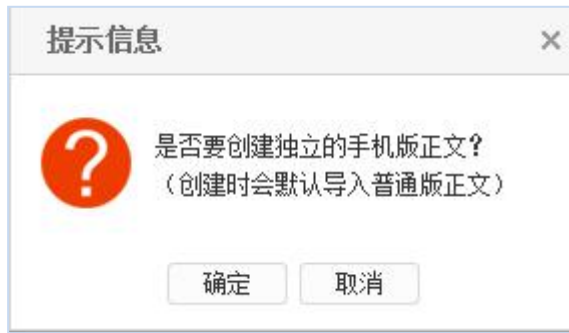 提示信息
是否要创建独立的手机版正文?
（创建时会默认导入普通版正文）
确定
取消